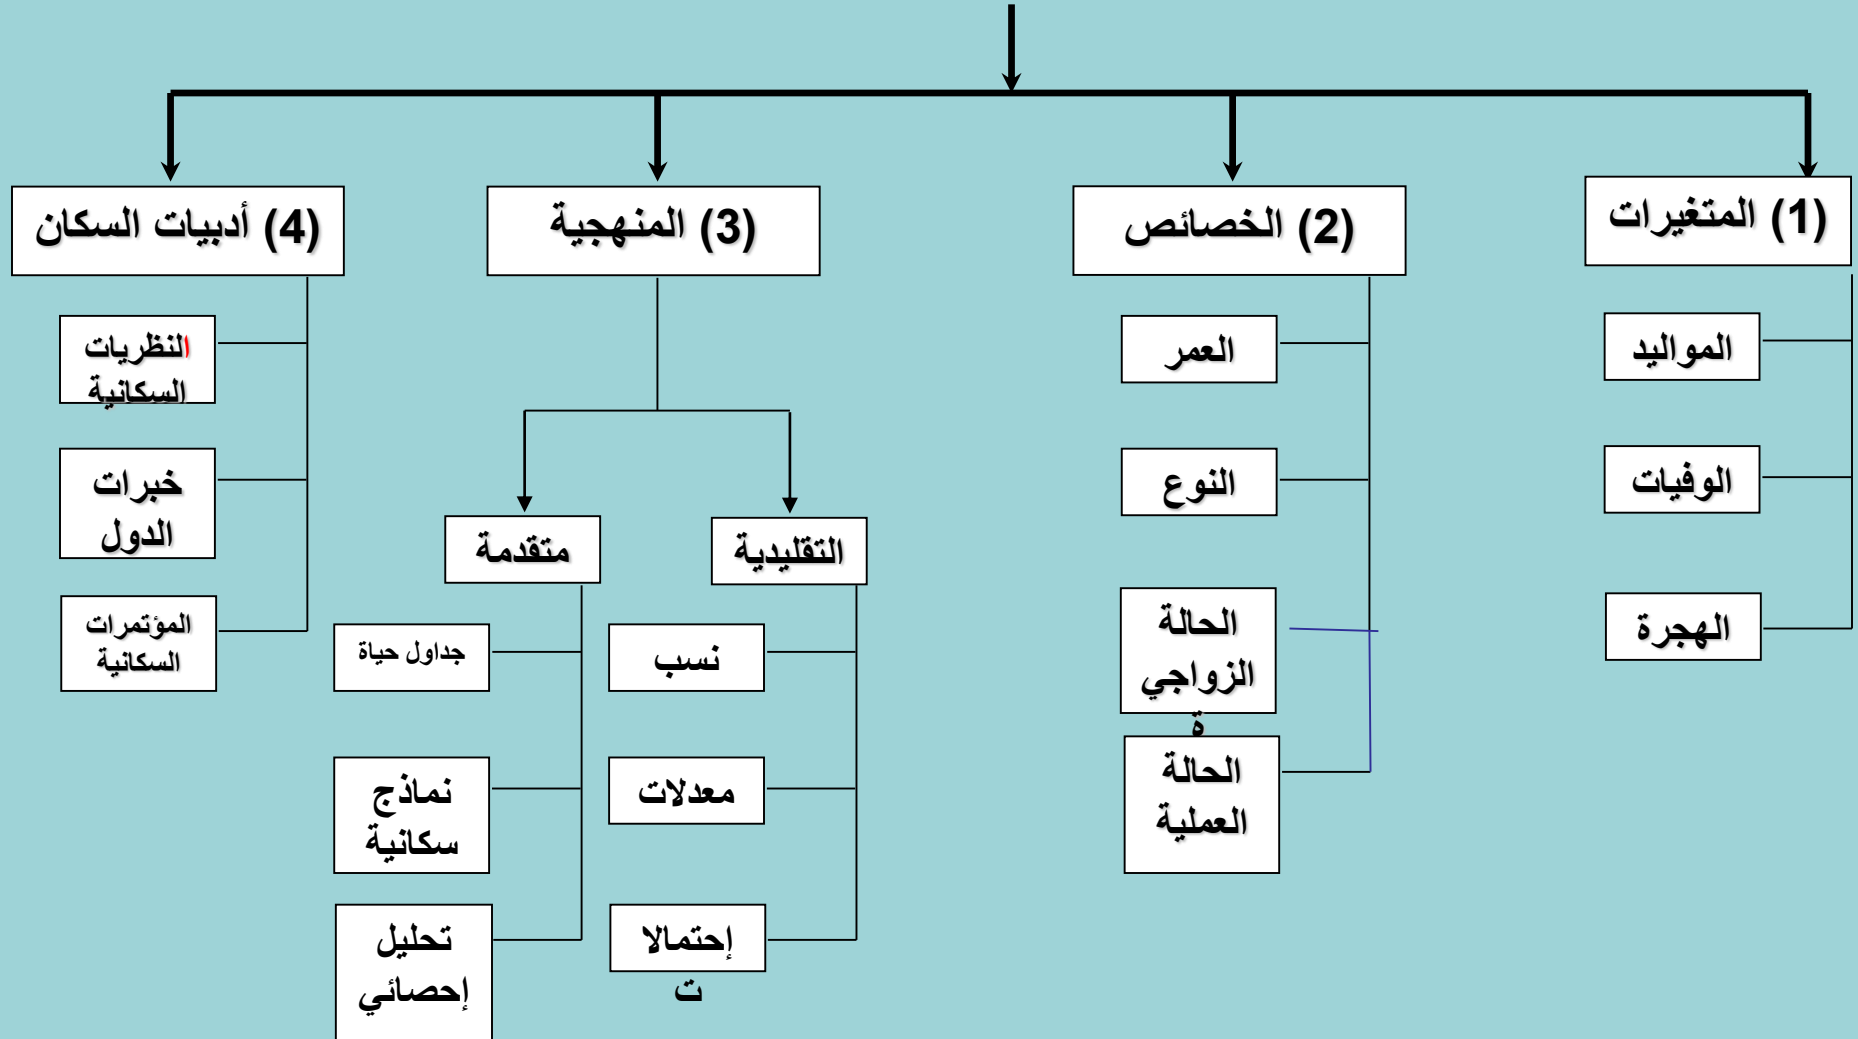 (1) المتغيرات
المواليد
الوفيات
الهجرة
(2) الخصائص
العمر
النوع
الحالة
الزواجي
ة
الحالة
العملية
(3) المنهجية
التقليدية
نسب
معدلات
إحتمالا
ت
متقدمة
جداول حياة
نماذج
سكانية
تحليل
إحصائي
(4) أدبيات السكان
النظريات
السكانية
خبرات
الدول
المؤتمرات
السكانية